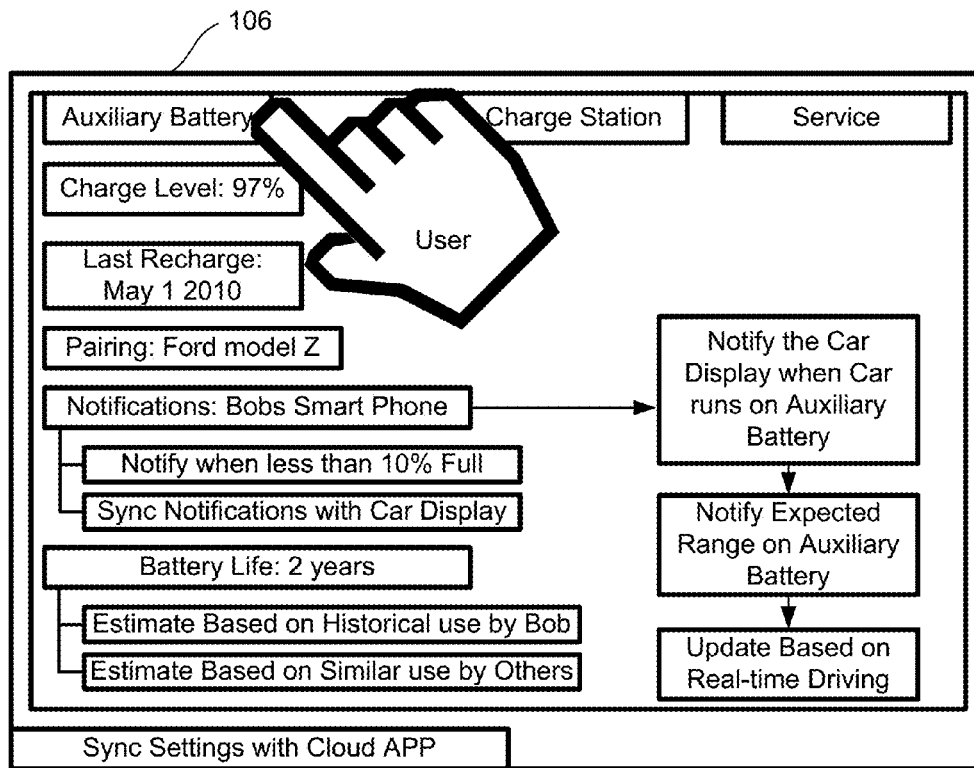 106
Auxiliary Battery
Charge Station
Service
Charge Level: 97%
User
Last Recharge:
May 1 2010
Pairing: Ford model Z
Notifications: Bobs Smart Phone
Notify when less than 10% Full
Sync Notifications with Car Display
Battery Life: 2 years
Estimate Based on Historical use by Bob
Estimate Based on Similar use by Others
Notify the Car
Display when Car
runs on Auxiliary
Battery
Notify Expected
Range on Auxiliary
Battery
Update Based on
Real-time Driving
Sync Settings with Cloud APP